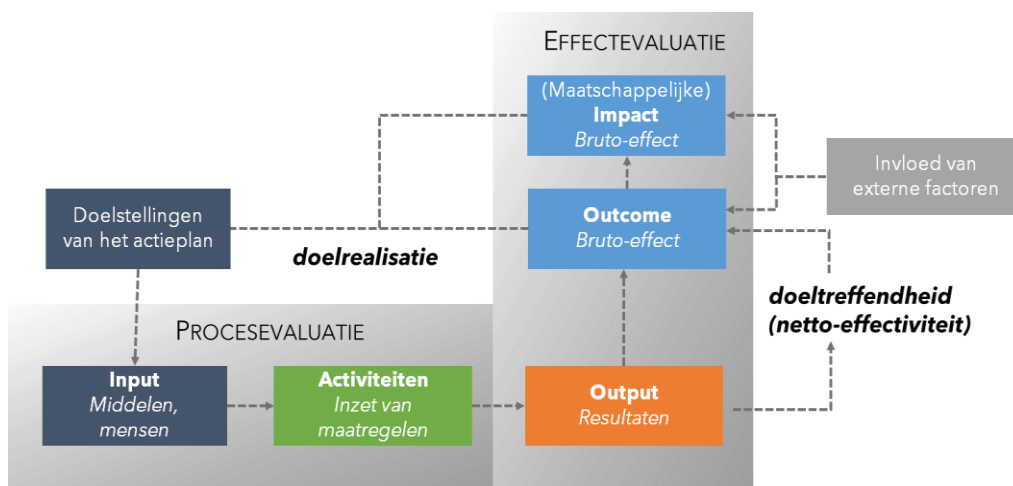 EFFECTEVALUATIE
(Maatschappelijke)
Impact
Bruto-effect
Invloed van
externe factoren
Doelstellingen
van het actieplan
Outcome
Bruto-effect
doelrealisatie
doeltreffendheid
(netto-effectiviteit)
PROCESEVALUATIE
Input
Middelen,
mensen
Activiteiten
Inzet van
maatregelen
Output
Resultaten